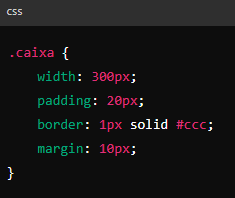 css
.caixa {
    width: 300px;
    padding: 20px;
    border: 1px solid #ccc;
    margin: 10px;
}